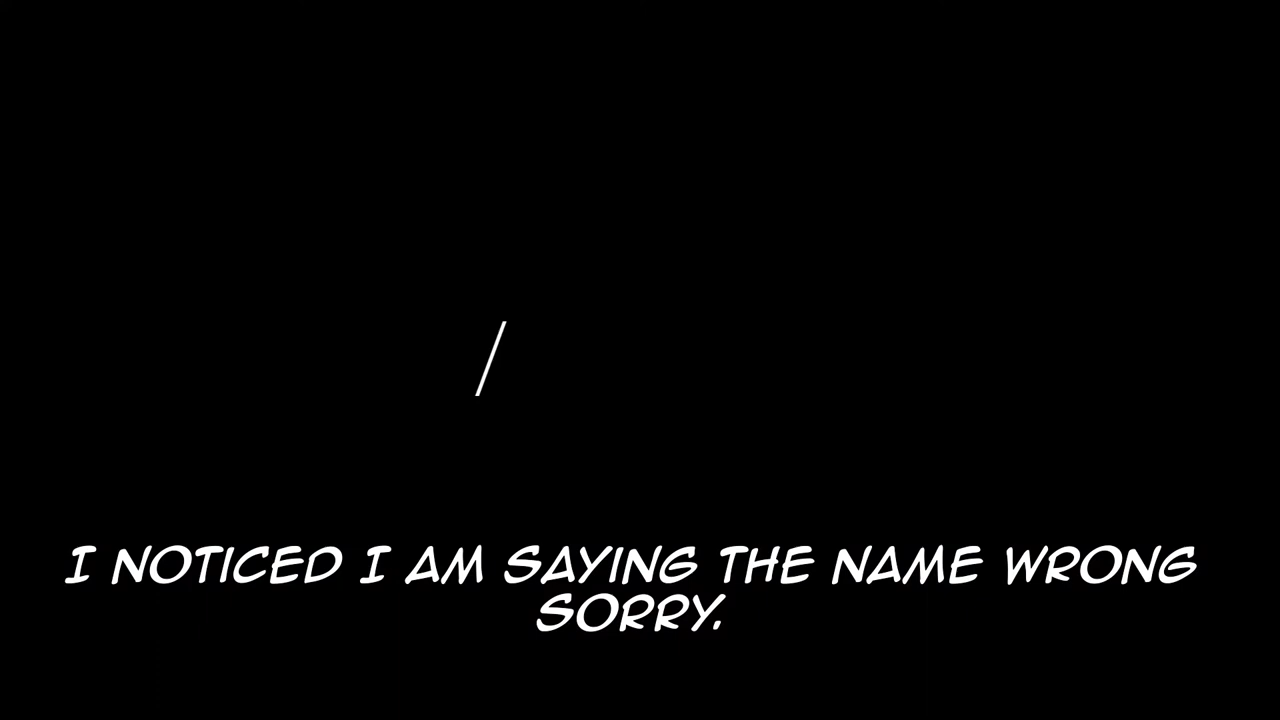 /
I NOTICED I AM SAYING THE NAME WRONG
SORRY.